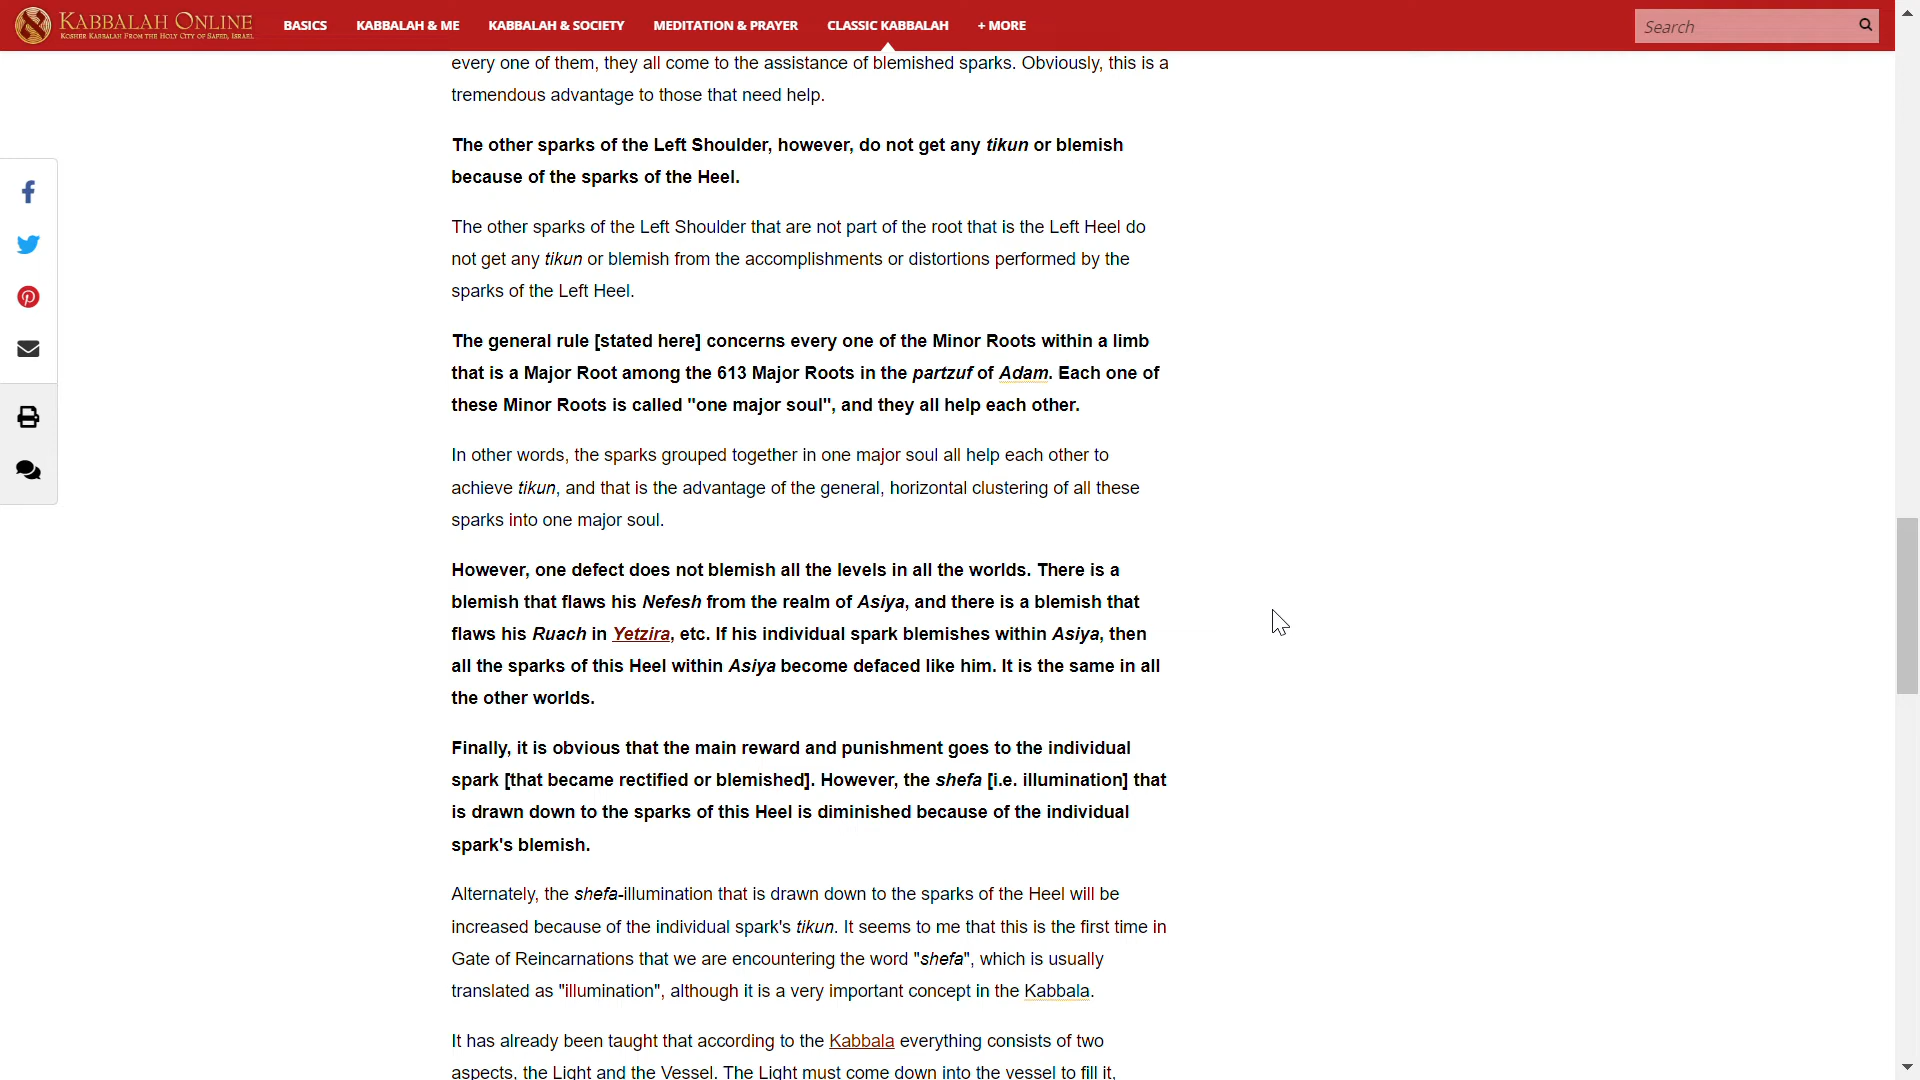 KABBALAH ONLINE
KOSHER KABBALAH FROM THE HOLY CITY OF SAFED, ISRAEL
BASICS KABBALAH & ME KABBALAH & SOCIETY MEDITATION & PRAYER CLASSIC KABBALAH + MORE
Search
every one of them, they all come to the assistance of blemished sparks. Obviously, this is a
tremendous advantage to those that need help.
The other sparks of the Left Shoulder, however, do not get any tikun or blemish
because of the sparks of the Heel.
The other sparks of the Left Shoulder that are not part of the root that is the Left Heel do
not get any tikun or blemish from the accomplishments or distortions performed by the
sparks of the Left Heel.
The general rule [stated here] concerns every one of the Minor Roots within a limb
that is a Major Root among the 613 Major Roots in the partzuf of Adam. Each one of
these Minor Roots is called "one major soul", and they all help each other.
In other words, the sparks grouped together in one major soul all help each other to
achieve tikun, and that is the advantage of the general, horizontal clustering of all these
sparks into one major soul.
However, one defect does not blemish all the levels in all the worlds. There is a
blemish that flaws his Nefesh from the realm of Asiya, and there is a blemish that
flaws his Ruach in Yetzira, etc. If his individual spark blemishes within Asiya, then
all the sparks of this Heel within Asiya become defaced like him. It is the same in all
the other worlds.
Finally, it is obvious that the main reward and punishment goes to the individual
spark [that became rectified or blemished]. However, the shefa [i.e. illumination] that
is drawn down to the sparks of this Heel is diminished because of the individual
spark's blemish.
Alternately, the shefa-illumination that is drawn down to the sparks of the Heel will be
increased because of the individual spark's tikun. It seems to me that this is the first time in
Gate of Reincarnations that we are encountering the word "shefa", which is usually
translated as "illumination", although it is a very important concept in the Kabbala.
It has already been taught that according to the Kabbala everything consists of two
aspects, the Light and the Vessel. The Light must come down into the vessel to fill it,